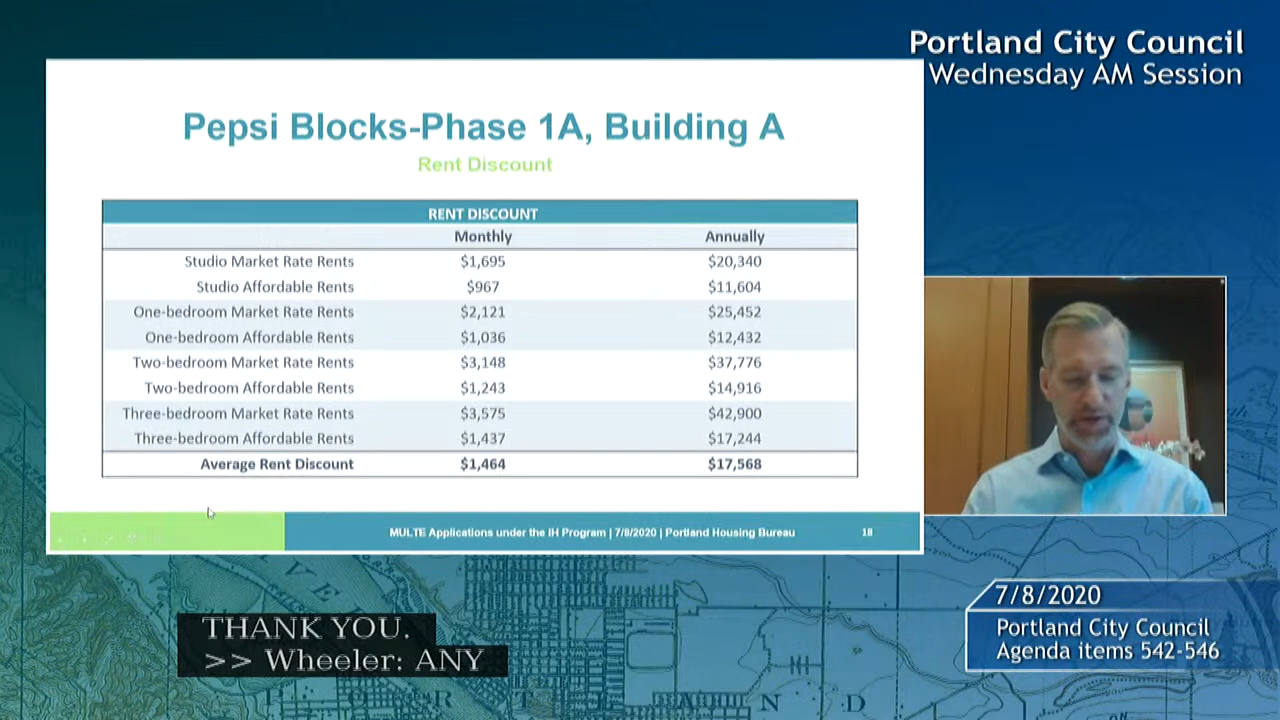 Portland City Council
Wednesday AM Session
Pepsi Blocks-Phase 1A, Building A
Rent Discount
RENT DISCOUNT
Monthly Annually
Studio Market Rate Rents $1,695 $20,340
Studio Affordable Rents $967 $11,604
One-bedroom Market Rate Rents $2,121 $25,452
One-bedroom Affordable Rents $1,036 $12,432
Two-bedroom Market Rate Rents $3,148 $37,776
Two-bedroom Affordable Rents $1,243 $14,916
Three-bedroom Market Rate Rents $3,575 $42,900
Three-bedroom Affordable Rents $1,437 $17,244
Average Rent Discount $1,464 $17,568
MULTE Applications under the IH Program | 7/8/2020 | Portland Housing Bureau 18
7/8/2020
Portland City Council
Agenda items 542-546
THANK YOU.
>> Wheeler: ANY